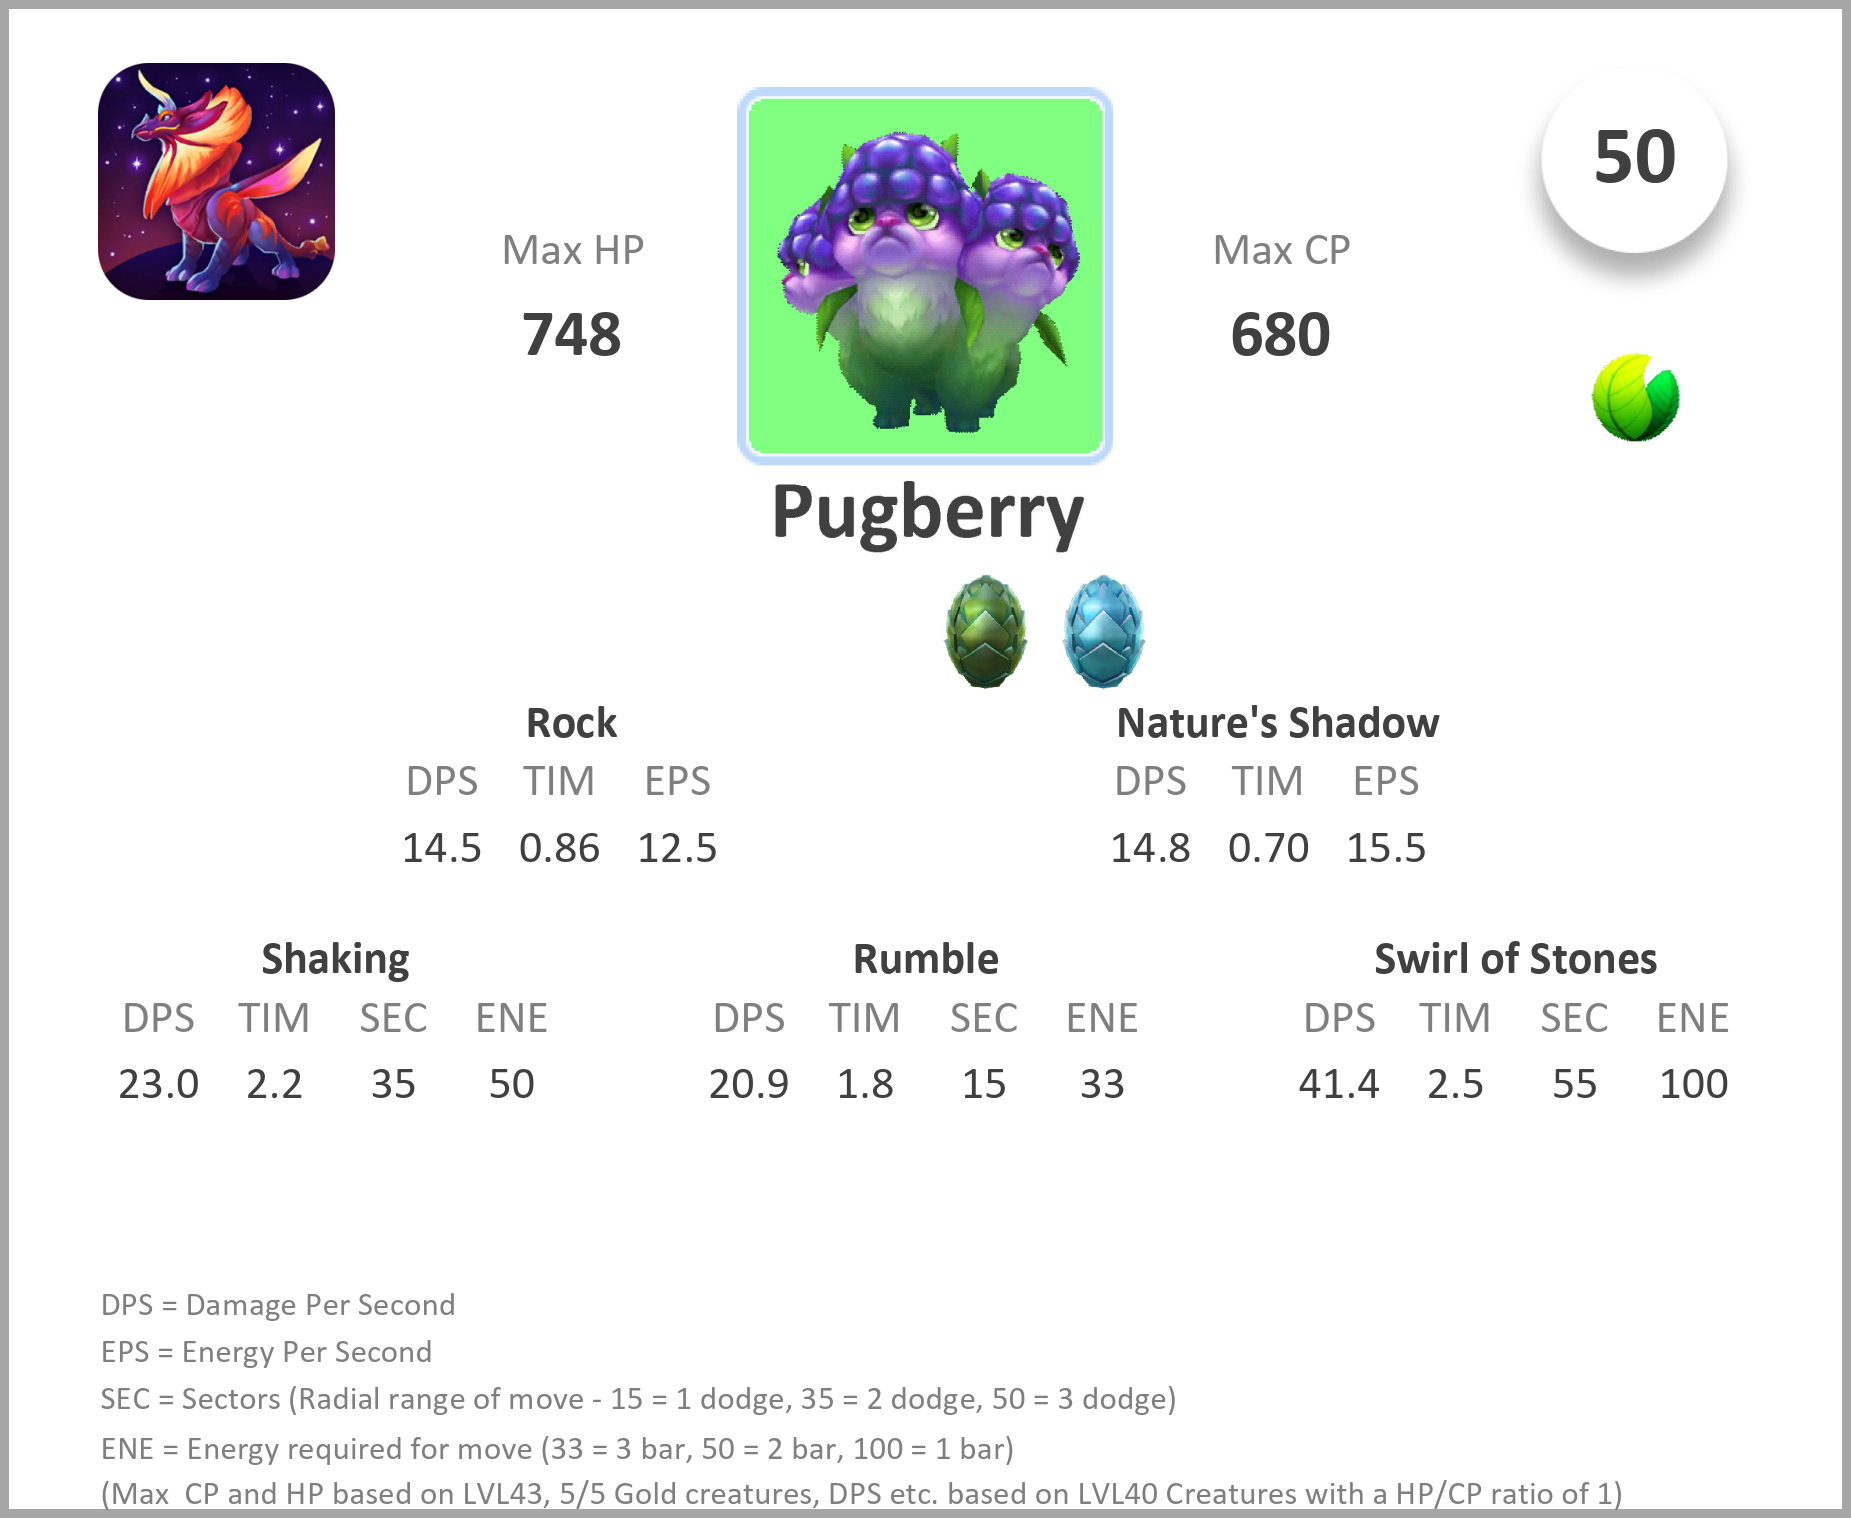 50
Max HP
Max CP
748
680
Pugberry
Rock
Nature's Shadow
DPS TIM EPS
DPS TIM EPS
14.5 0.86 12.5
14.8 0.70 15.5
Shaking
Rumble
Swirl of Stones
DPS TIM SEC ENE
DPS TIM SEC ENE
DPS TIM SEC ENE
23.0 2.2 35 50
20.9 1.8 15 33
41.4 2.5 55 100
DPS = Damage Per Second
EPS = Energy Per Second
SEC = Sectors (Radial range of move - 15 = 1 dodge, 35 = 2 dodge, 50 = 3 dodge)
ENE = Energy required for move (33 = 3 bar, 50 = 2 bar, 100 = 1 bar)
(Max  CP and HP based on LVL43, 5/5 Gold creatures, DPS etc. based on LVL40 Creatures with a HP/CP ratio of 1)